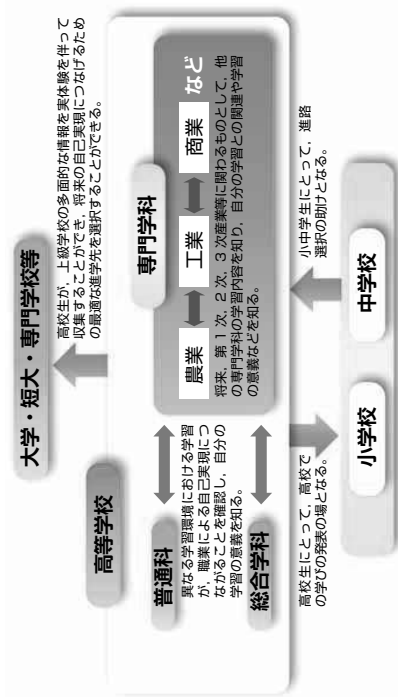 大学・短大・専門学校等
高校生が，上級学校の多面的な情報を実体験を伴って
収集することができ，将来の自己実現につなげるため
の最適な進学先を選択することができる。
高等学校
普通科
異なる学習環境における学習
が，職業による自己実現につ
ながることを確認し，自分の
学習の意義を知る。
総合学科
専門学科
農業
工業
商業
など
将来，第１次，２次，３次産業等に関わるものとして，他
の専門学科の学習内容を知り，自分の学習との関連や学習
の意義などを知る。
高校生にとって，高校で
の学びの発表の場となる。
小中学生にとって，進路
選択の助けとなる。
小学校
中学校